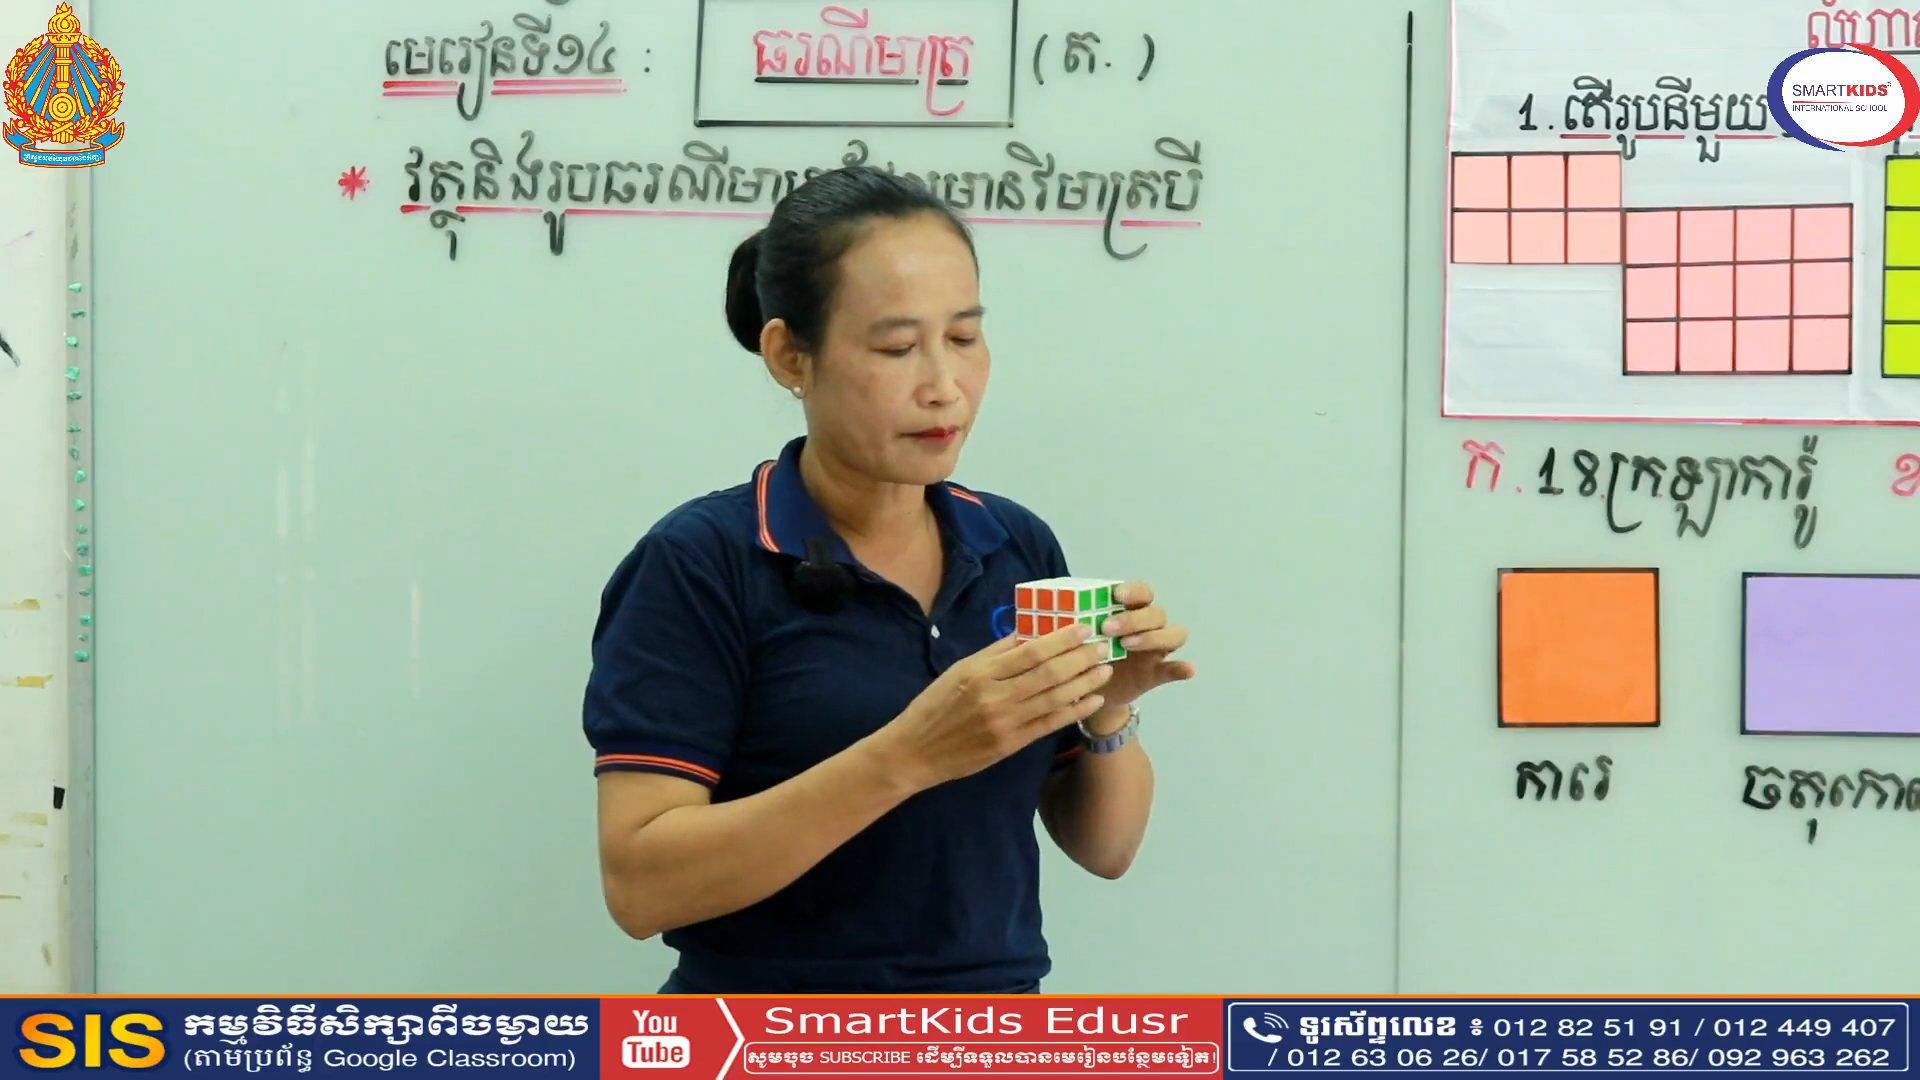 មេរៀនទី១៤ : ធរណីមាត្រ (ត. )
* វត្ថុនិងរូបធរណីមា មានវិមាត្របី
លំហាត់
1. តើរូបនីមួយ
ក. 18ក្រឡាការ៉ូ ខ
ការេ
ចតុកោ
SMARTKIDS
INTERNATIONAL SCHOOL
SIS កម្មវិធីសិក្សាពីចម្ងាយ
(តាមប្រព័ន្ធ Google Classroom)
You Tube
SmartKids Edusr
សូមចុច SUBSCRIBE ដើម្បីទទួលបានមេរៀនបន្ថែមទៀត!
ទូរស័ព្ទលេខ ៖ 012 82 51 91 / 012 449 407
/ 012 63 06 26/ 017 58 52 86/ 092 963 262